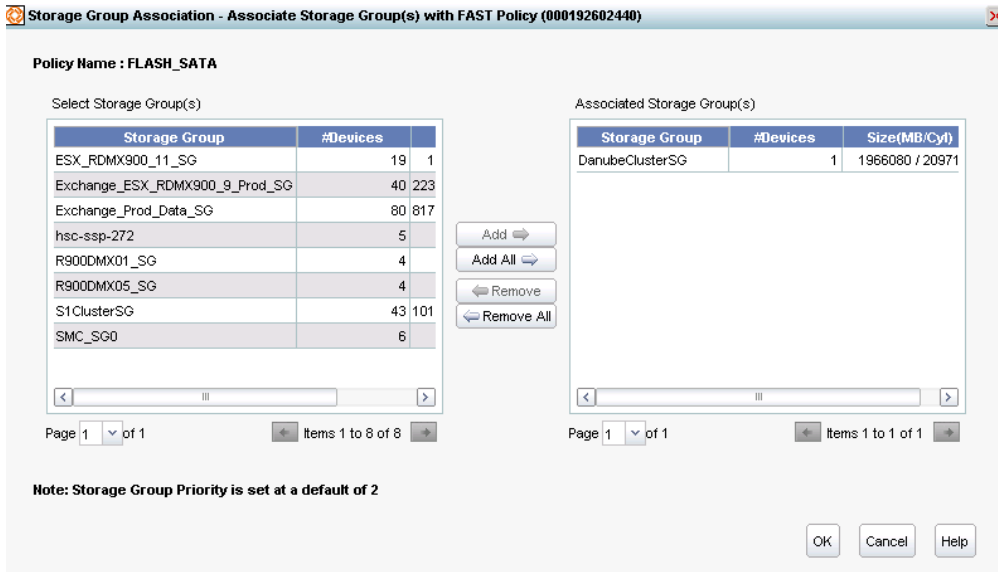 Storage Group Association - Associate Storage Group(s) with FAST Policy (000192602440)
Policy Name : FLASH_SATA
Select Storage Group(s)
Storage Group #Devices
ESX_RDMX900_11_SG 19 1
Exchange_ESX_RDMX900_9_Prod_SG 40 223
Exchange_Prod_Data_SG 80 817
hsc-ssp-272 5
R900DMX01_SG 4
R900DMX05_SG 4
S1ClusterSG 43 101
SMC_SG0 6
Page 1 of 1 Items 1 to 8 of 8
Add
Add All
Remove
Remove All
Associated Storage Group(s)
Storage Group #Devices Size(MB/Cyl)
DanubeClusterSG 1 1966080 / 20971
Page 1 of 1 Items 1 to 1 of 1
Note: Storage Group Priority is set at a default of 2
OK Cancel Help